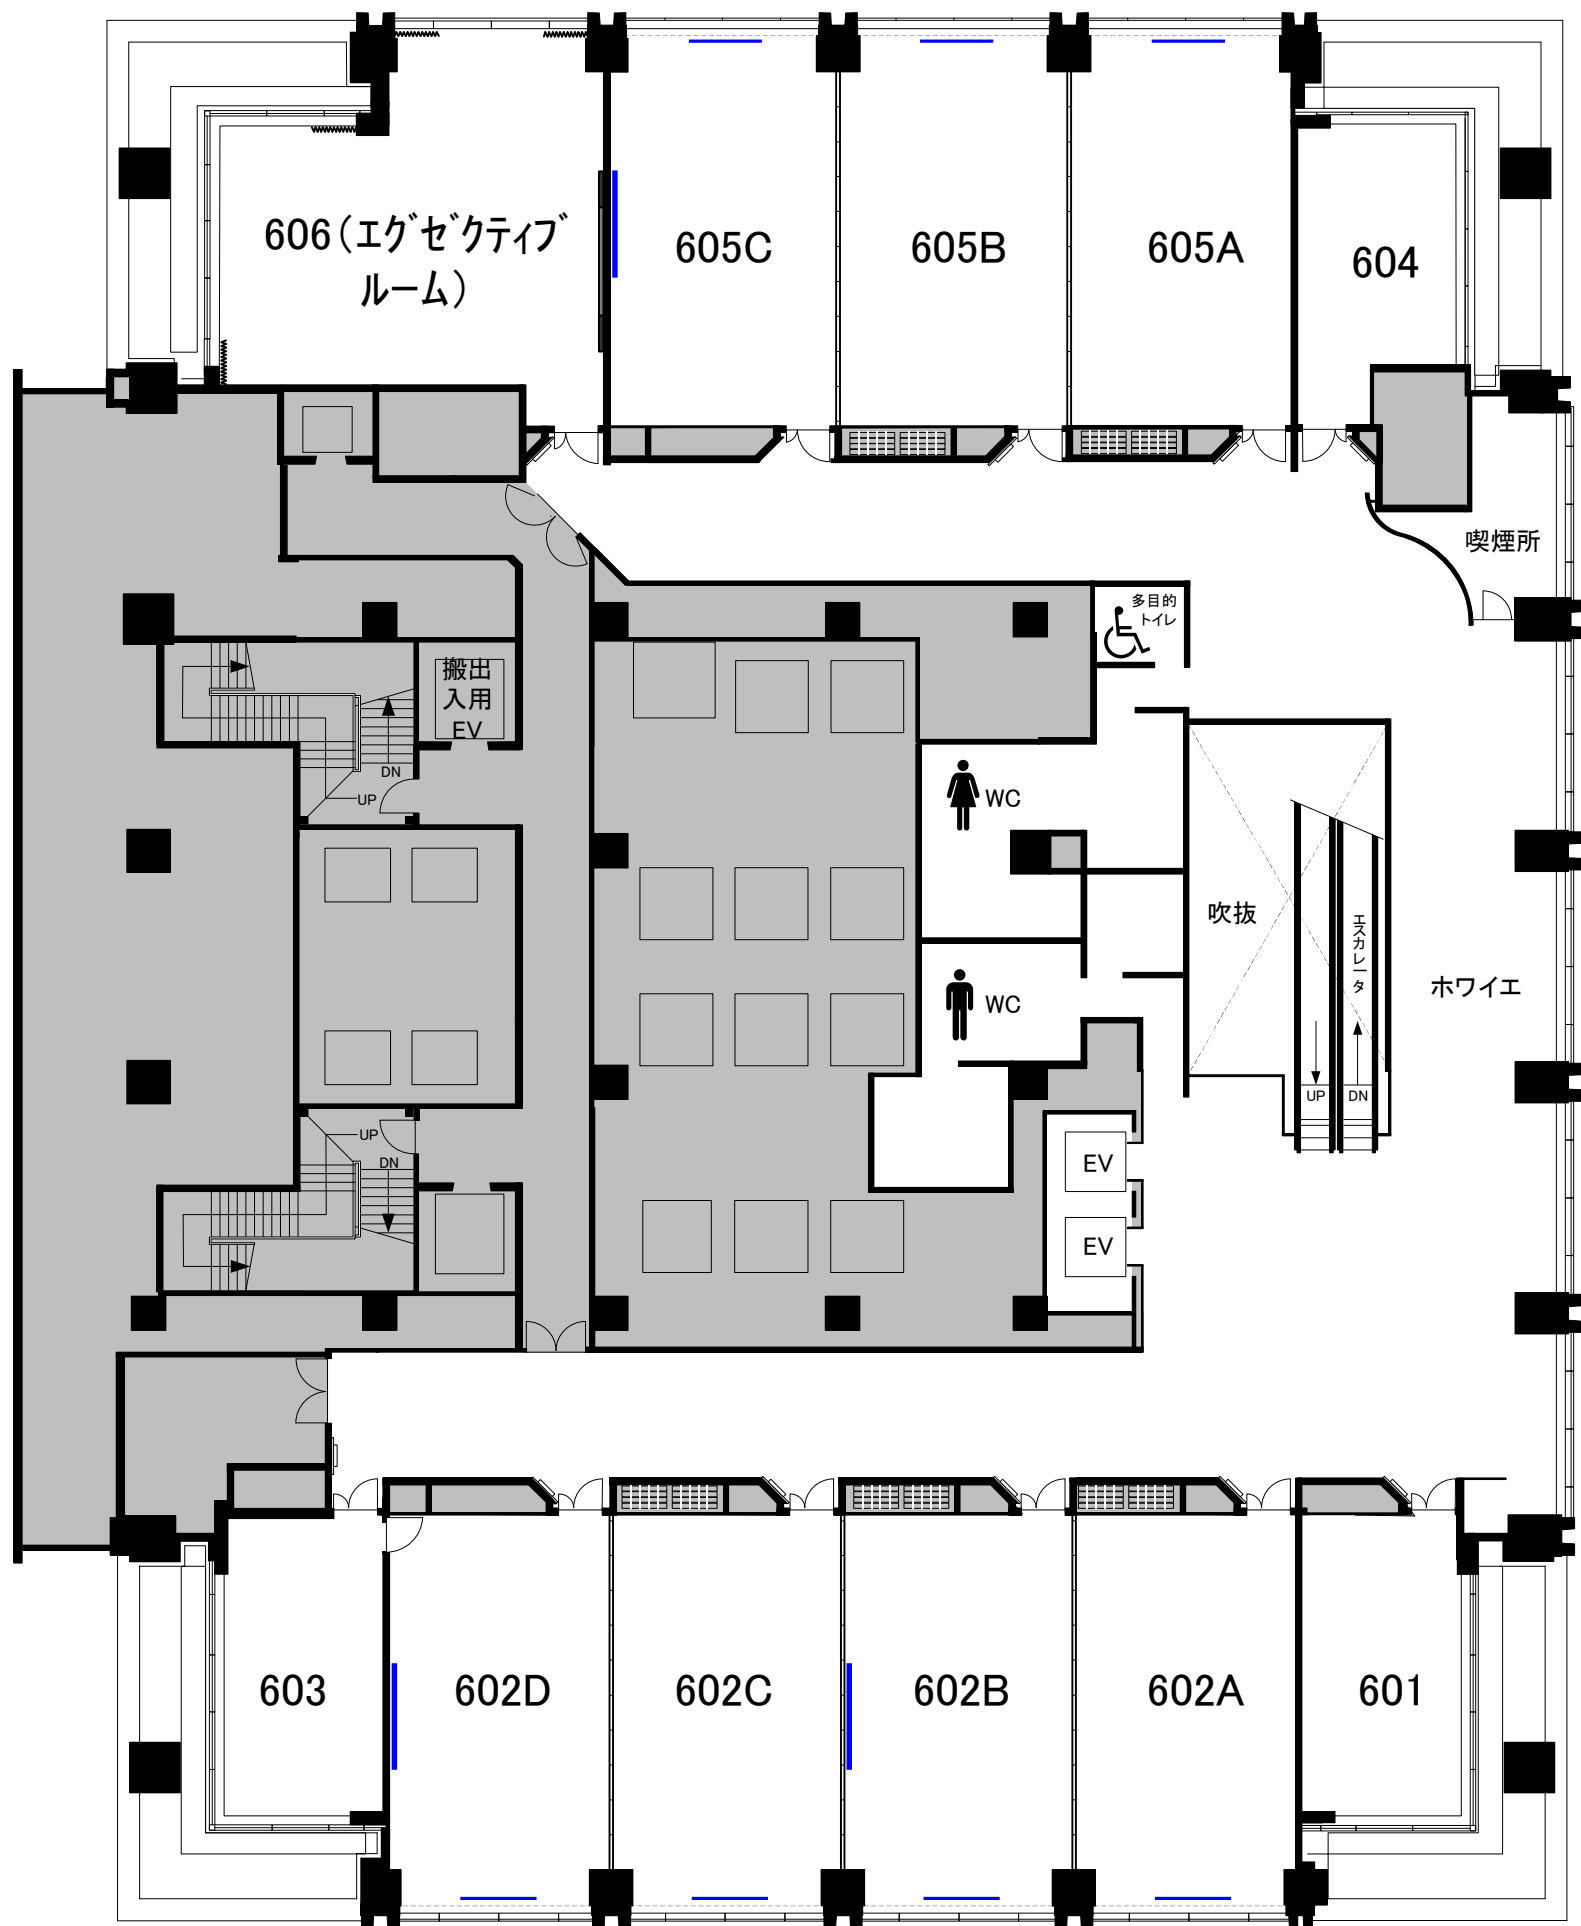 606(エグゼクティブ
ルーム)
605C
605B
605A
604
喫煙所
多目的
トイレ
搬出
入用
EV
DN
UP
WC
吹抜
エスカレータ
WC
ホワイエ
UP
DN
UP
DN
EV
EV
603
602D
602C
602B
602A
601